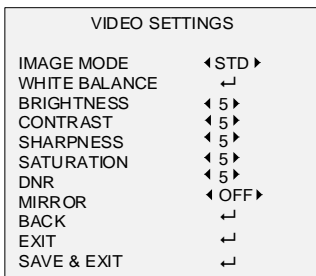 VIDEO SETTINGS
IMAGE MODE STD
WHITE BALANCE
BRIGHTNESS 5
CONTRAST 5
SHARPNESS 5
SATURATION 5
DNR 5
MIRROR OFF
BACK
EXIT
SAVE & EXIT